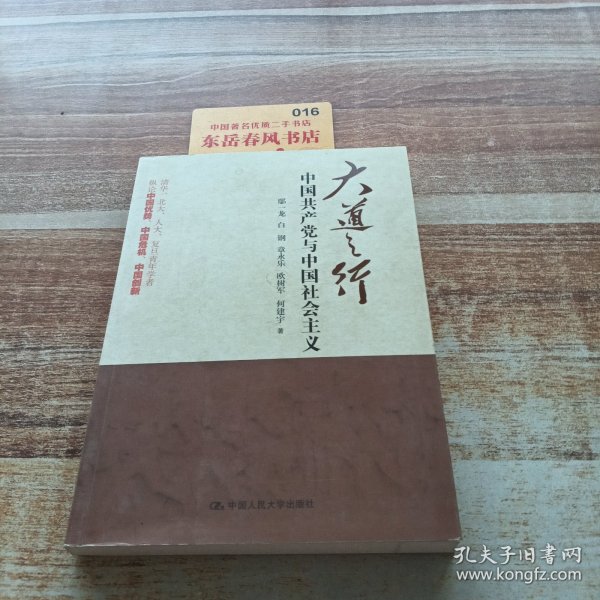 016
中国著名优质二手书店
东岳春风书店
大道之行
中国共产党与中国社会主义
鄢一龙 白钢 章永乐 欧树军 何建宇 著
清华、北大、人大、复旦青年学者
纵论中国优势、中国危机、中国创新
中国人民大学出版社
孔夫子旧书网
www.kongfz.com